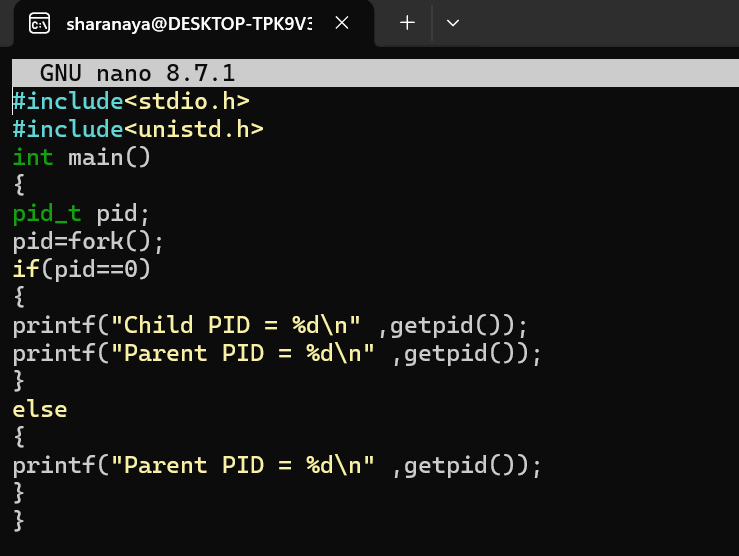 sharanaya@DESKTOP-TPK9V3
GNU nano 8.7.1
#include<stdio.h>
#include<unistd.h>
int main()
{
pid_t pid;
pid=fork();
if(pid==0)
{
printf("Child PID = %d\n" ,getpid());
printf("Parent PID = %d\n" ,getpid());
}
else
{
printf("Parent PID = %d\n" ,getpid());
}
}